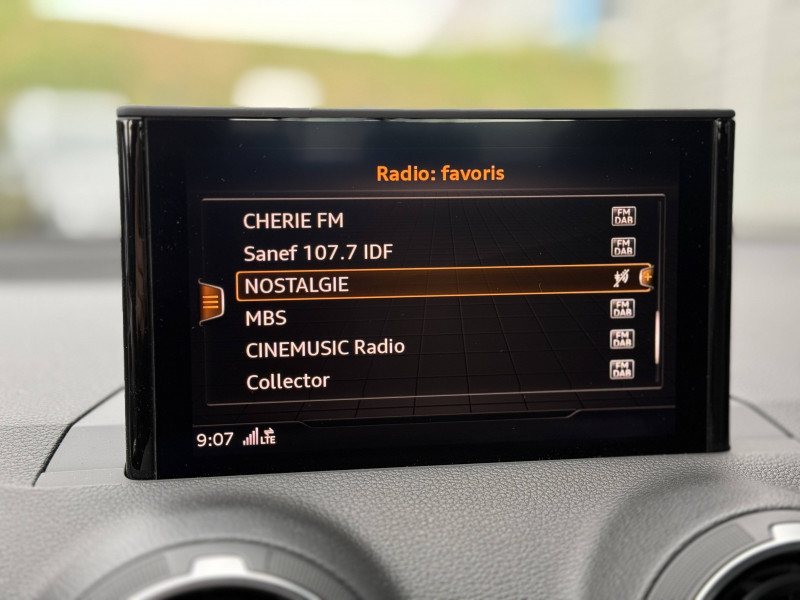 Radio: favoris
CHERIE FM FM DAB
Sanef 107.7 IDF FM DAB
NOSTALGIE
MBS FM DAB
CINEMUSIC Radio FM DAB
Collector FM DAB
9:07 LTE